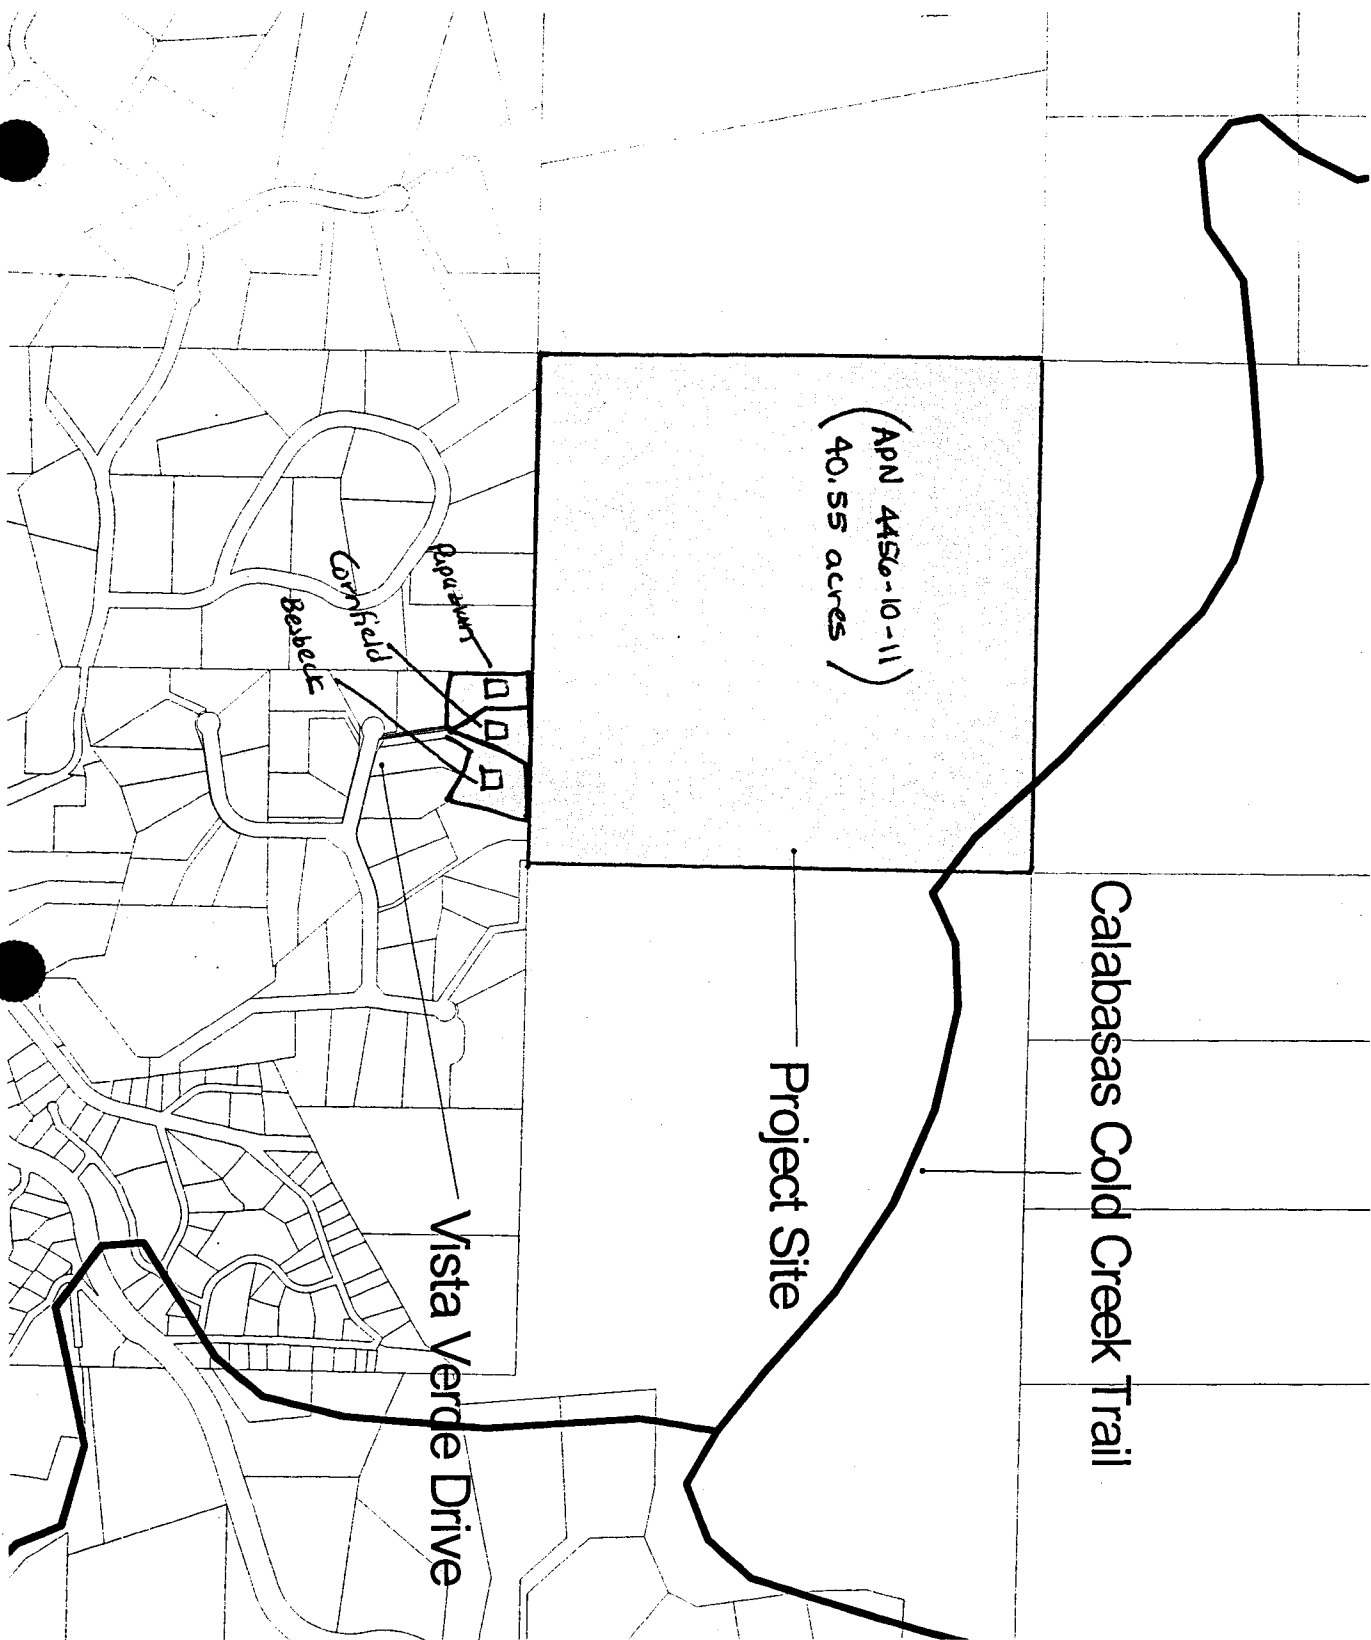 Calabasas Cold Creek Trail
(APN 4456-10-11)
(40.55 acres)
Project Site
Cornfield
Besbeck
Vista Verde Drive